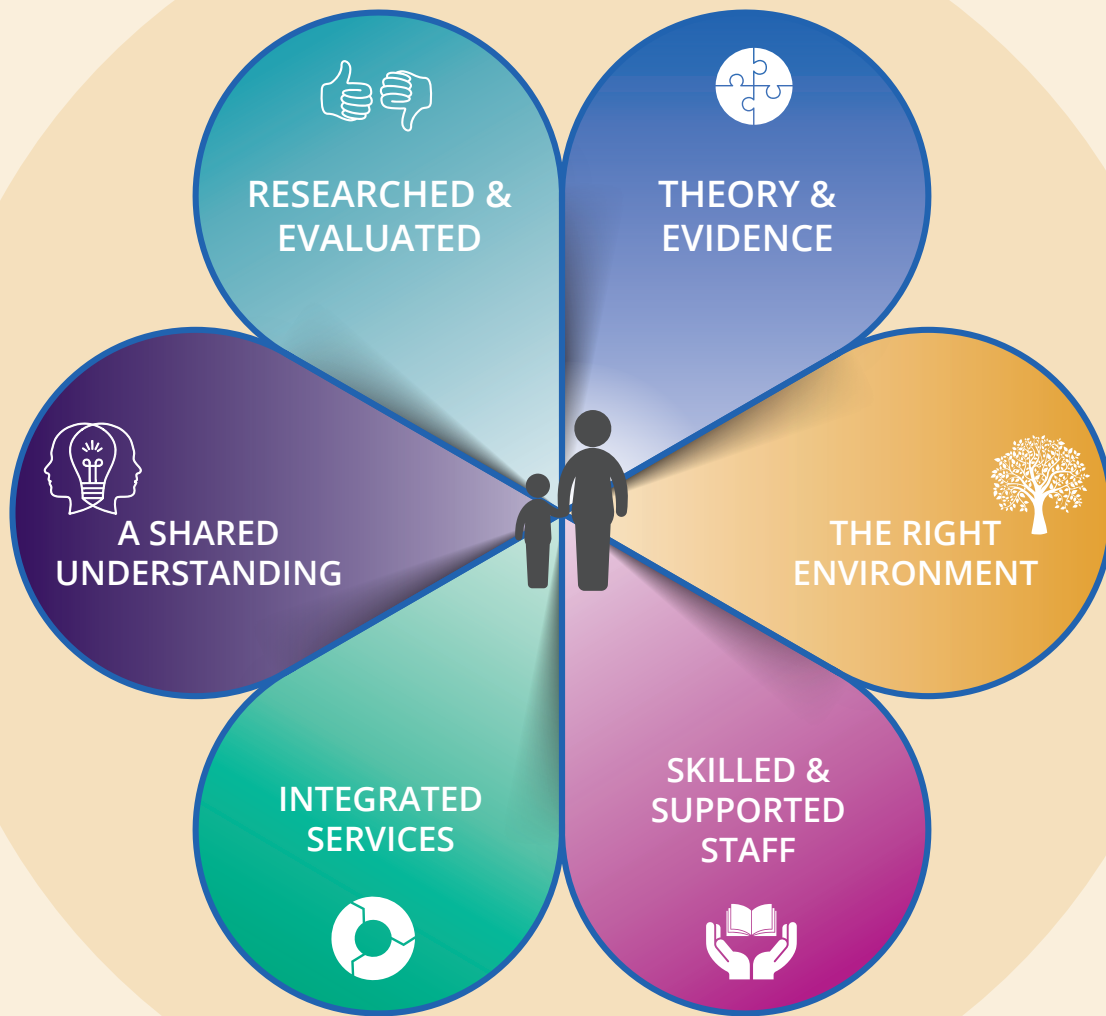 RESEARCHED &
EVALUATED
THEORY &
EVIDENCE
A SHARED
UNDERSTANDING
THE RIGHT
ENVIRONMENT
INTEGRATED
SERVICES
SKILLED &
SUPPORTED
STAFF